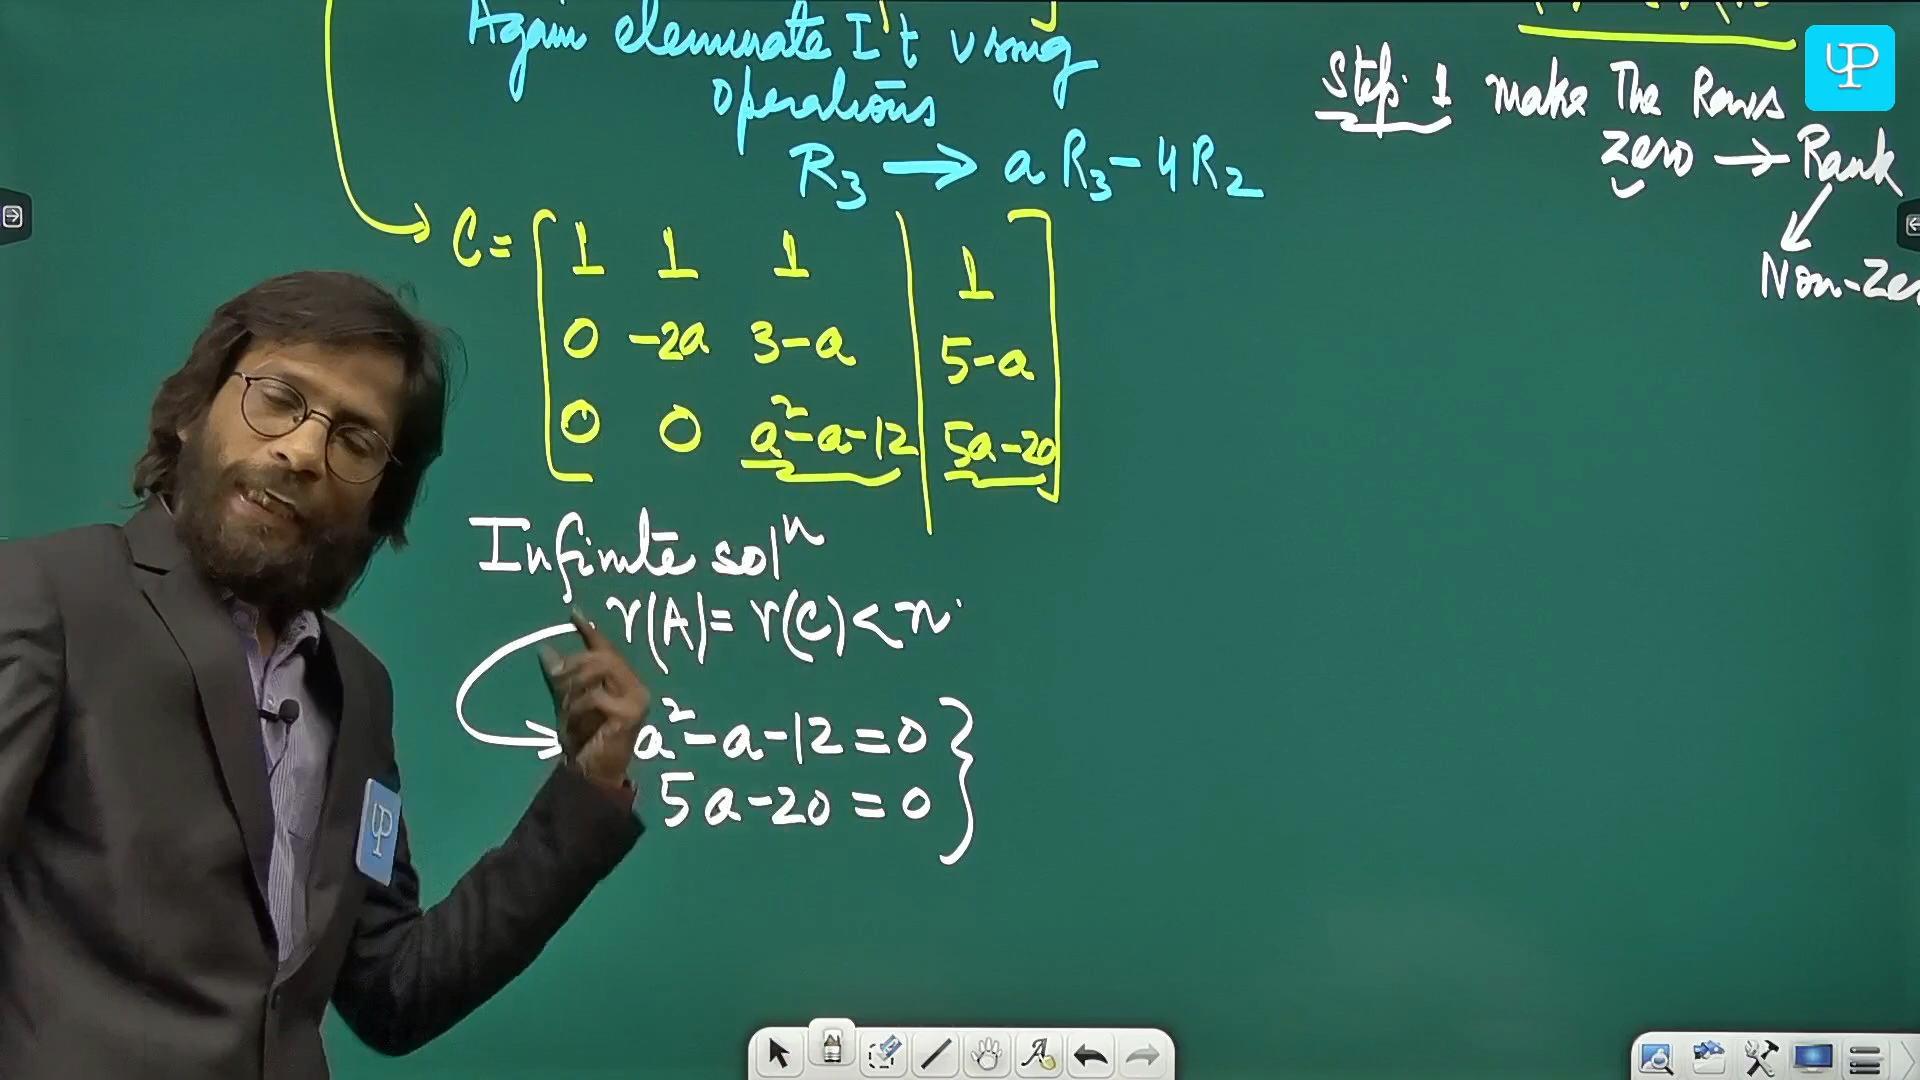 Again eleminate I't using
operations
R₃ → a R₃ - 4 R₂
C = [ 1 1 1 | 1
0 -2a 3-a | 5-a
0 0 a²-a-12 | 5a-20 ]
Infinite solⁿ
r(A) = r(C) < n
a²-a-12 = 0
5a-20 = 0 }
Step 1 make The Rows
zero → Rank
Non-Ze
UP
UP